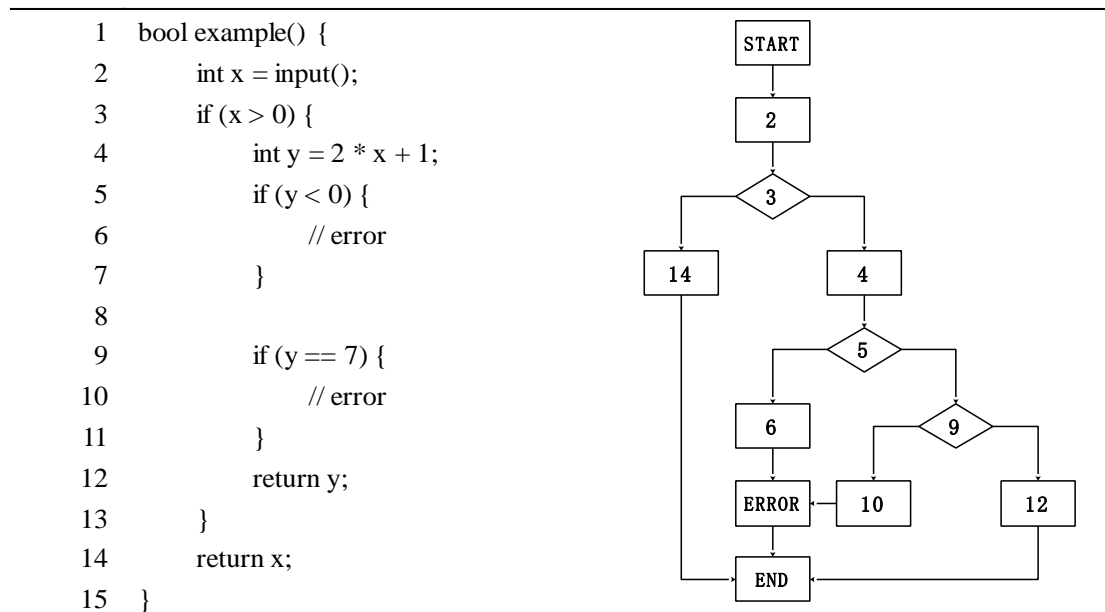 1 bool example() {
2 int x = input();
3 if (x > 0) {
4 int y = 2 * x + 1;
5 if (y < 0) {
6 // error
7 }
8
9 if (y == 7) {
10 // error
11 }
12 return y;
13 }
14 return x;
15 }
START
2
3
14 4
5
6 9
ERROR 10 12
END